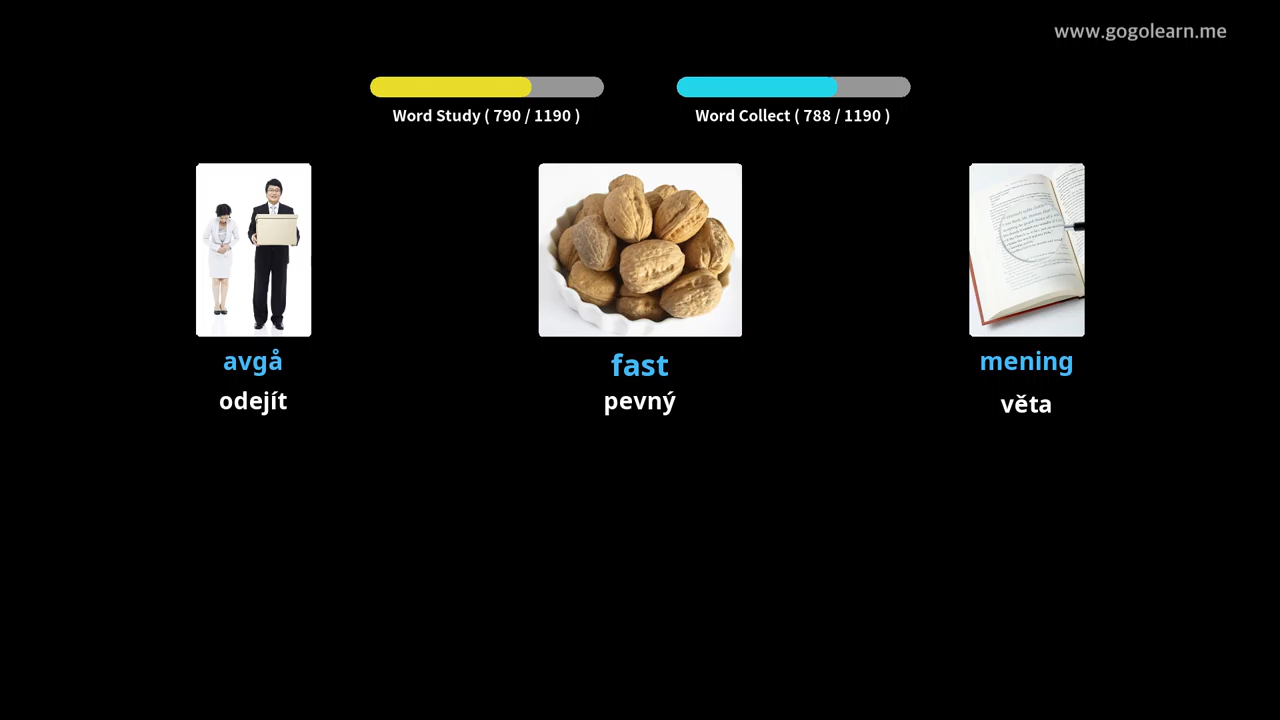 www.gogolearn.me
Word Study ( 790 / 1190 )
Word Collect ( 788 / 1190 )
avgå
fast
mening
odejít
pevný
věta